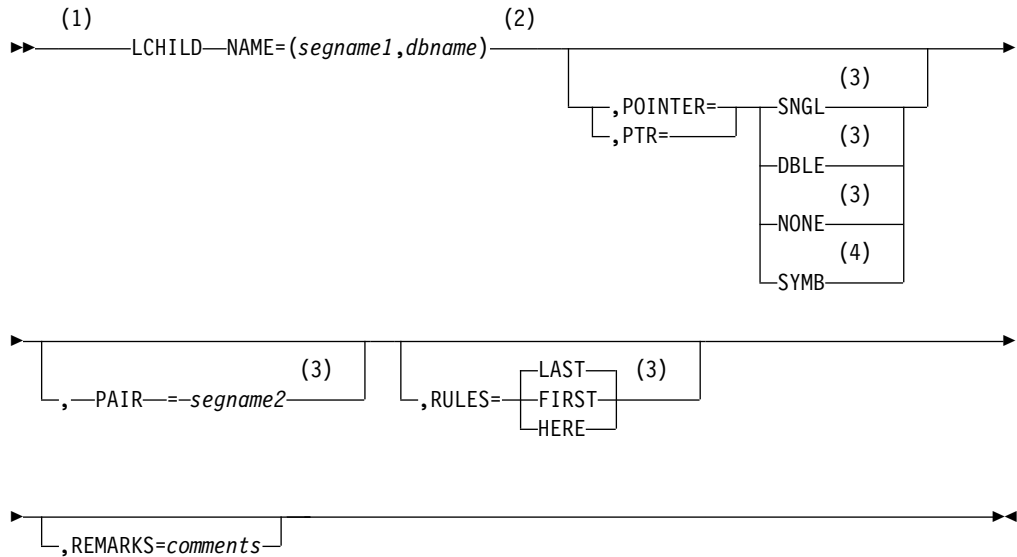 (1) (2)
LCHILD NAME=(segname1,dbname)
(3)
,POINTER= SNGL
,PTR= (3)
DBLE
(3)
NONE
(4)
SYMB
(3) LAST (3)
, PAIR = segname2 ,RULES= FIRST
HERE
,REMARKS=comments